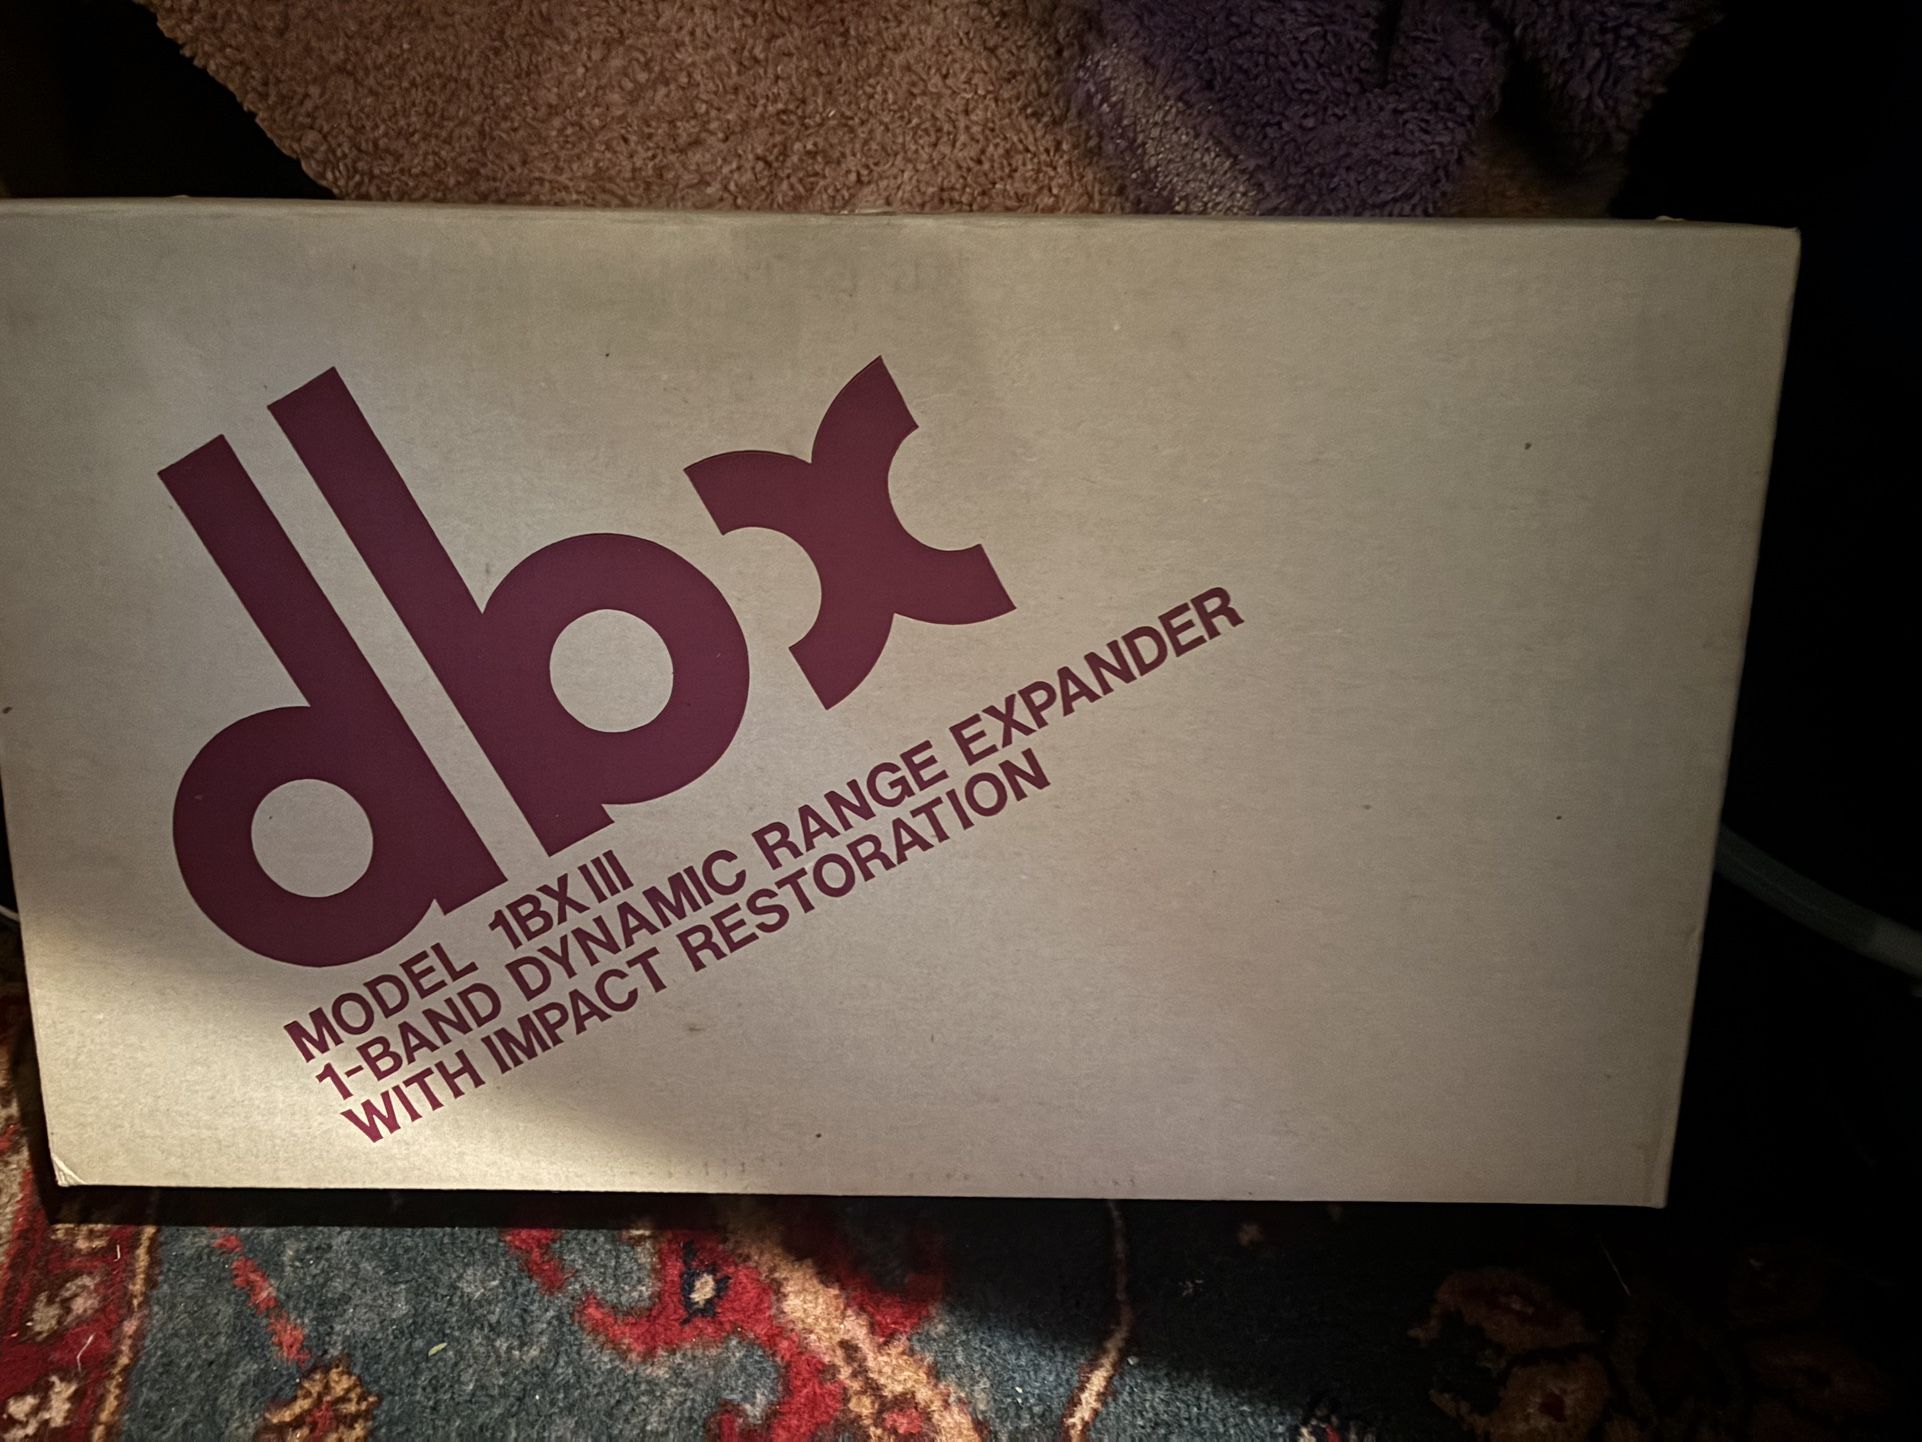 dbx
MODEL 1BX III
1-BAND DYNAMIC RANGE EXPANDER
WITH IMPACT RESTORATION